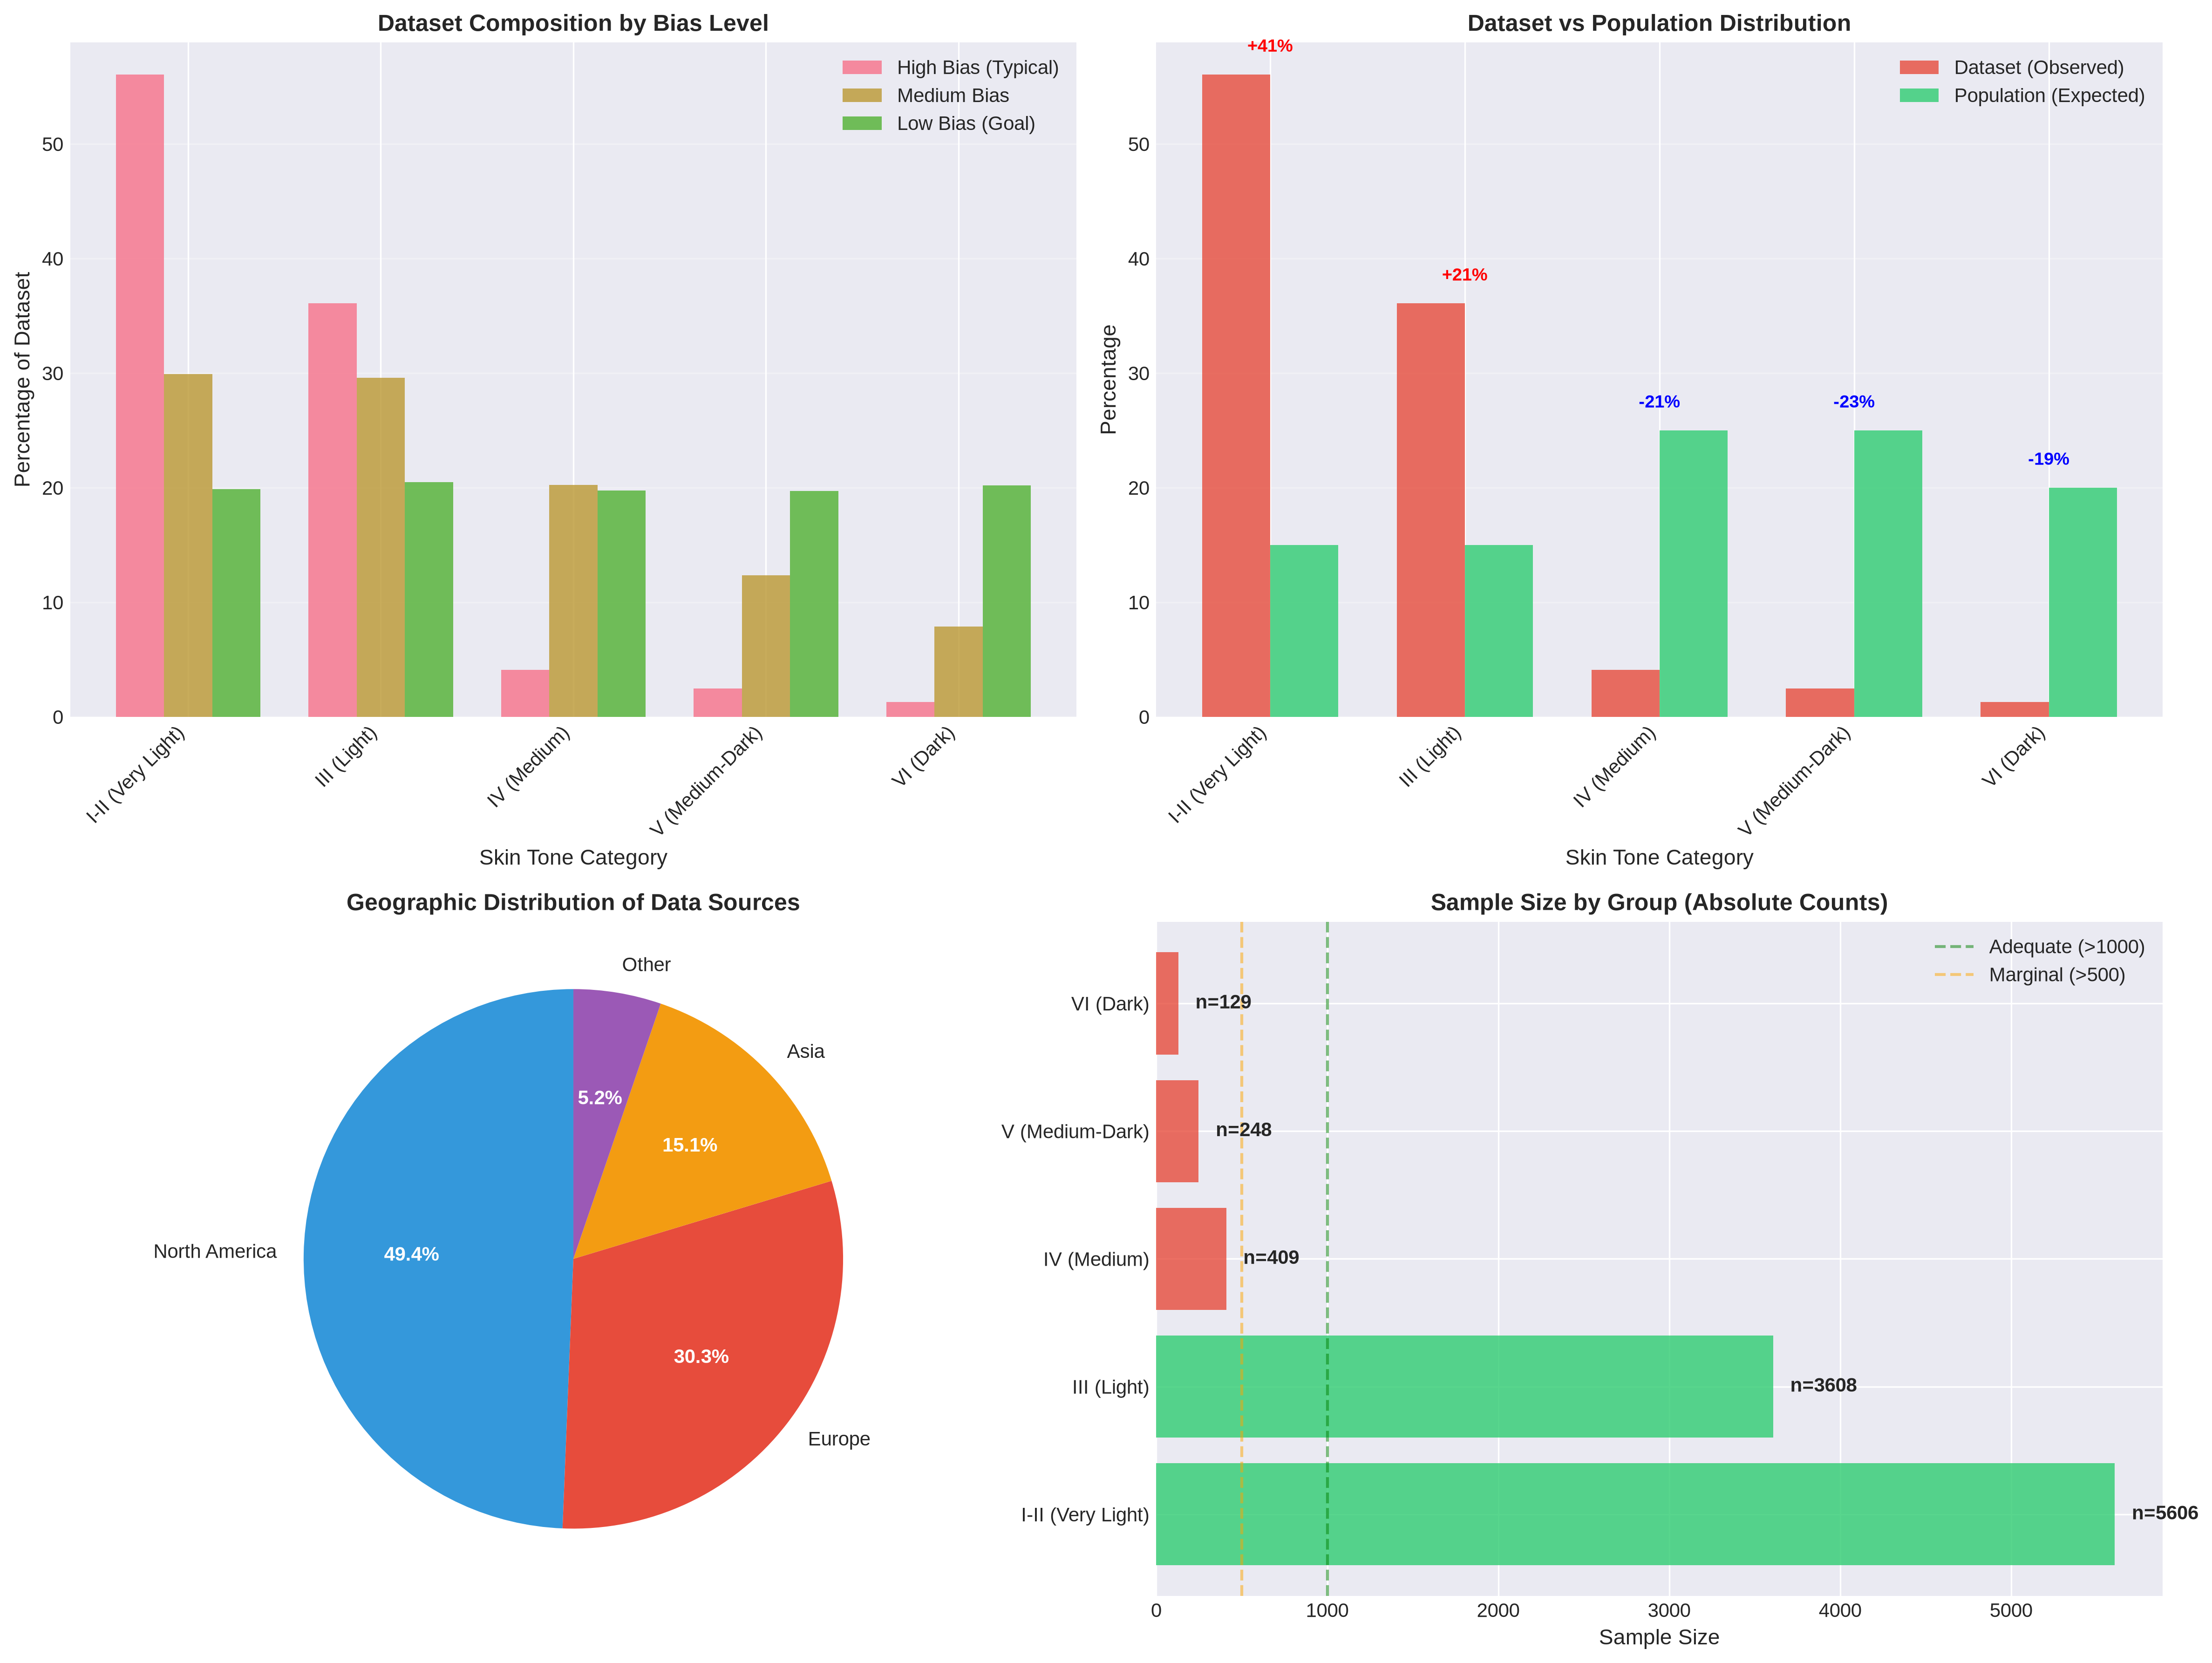 Dataset Composition by Bias Level
High Bias (Typical)
Medium Bias
Low Bias (Goal)
Percentage of Dataset
50
40
30
20
10
0
I-II (Very Light)
III (Light)
IV (Medium)
V (Medium-Dark)
VI (Dark)
Skin Tone Category
Dataset vs Population Distribution
Dataset (Observed)
Population (Expected)
+41%
+21%
-21%
-23%
-19%
Percentage
50
40
30
20
10
0
I-II (Very Light)
III (Light)
IV (Medium)
V (Medium-Dark)
VI (Dark)
Skin Tone Category
Geographic Distribution of Data Sources
Other
Asia
5.2%
15.1%
North America
49.4%
30.3%
Europe
Sample Size by Group (Absolute Counts)
Adequate (>1000)
Marginal (>500)
VI (Dark)
n=129
V (Medium-Dark)
n=248
IV (Medium)
n=409
III (Light)
n=3608
I-II (Very Light)
n=5606
0
1000
2000
3000
4000
5000
Sample Size